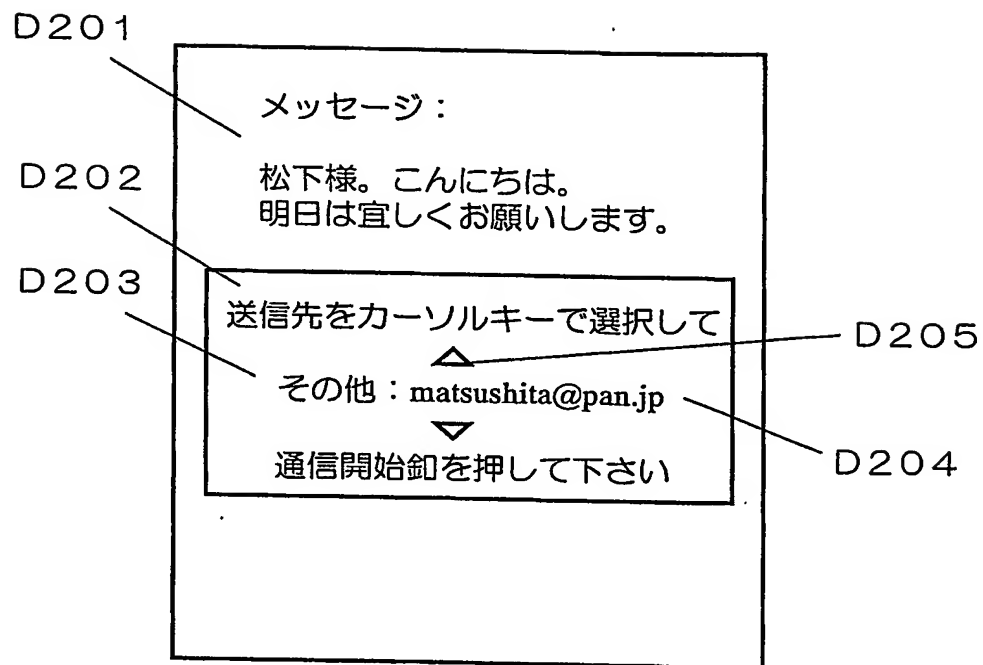 D201
メッセージ：
D202
松下様。こんにちは。
明日は宜しくお願いします。
D203
送信先をカーソルキーで選択して
D205
その他：matsushita@pan.jp
通信開始釦を押して下さい
D204